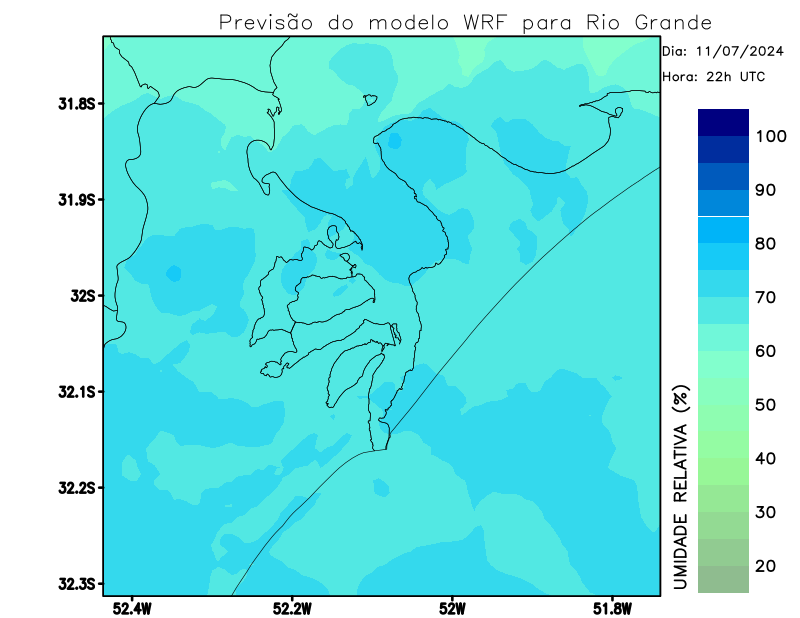 Previsão do modelo WRF para Rio Grande
Dia: 11/07/2024
Hora: 22h UTC
31.8S
31.9S
32S
32.1S
32.2S
32.3S
52.4W
52.2W
52W
51.8W
100
90
80
70
60
50
40
30
20
UMIDADE RELATIVA (%)